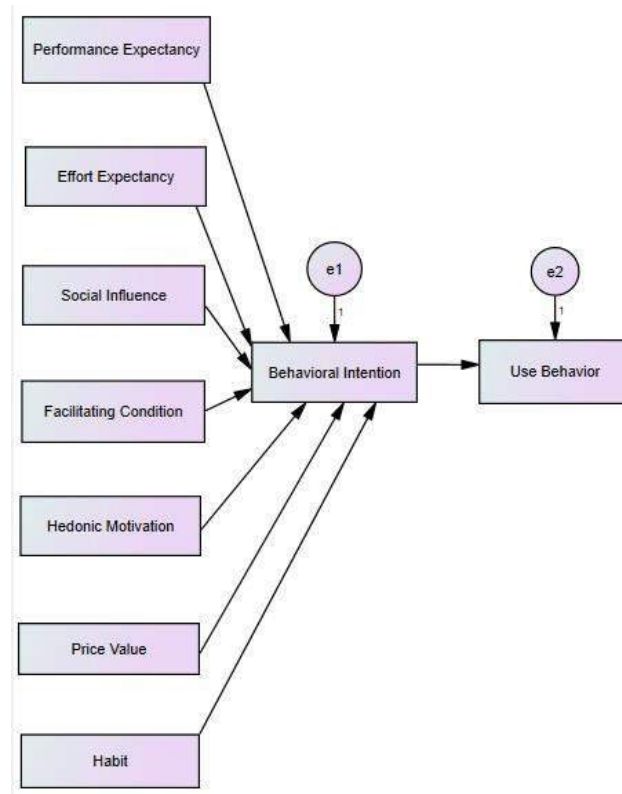 Performance Expectancy
Effort Expectancy
Social Influence
Facilitating Condition
Hedonic Motivation
Price Value
Habit
e1
1
Behavioral Intention
e2
1
Use Behavior